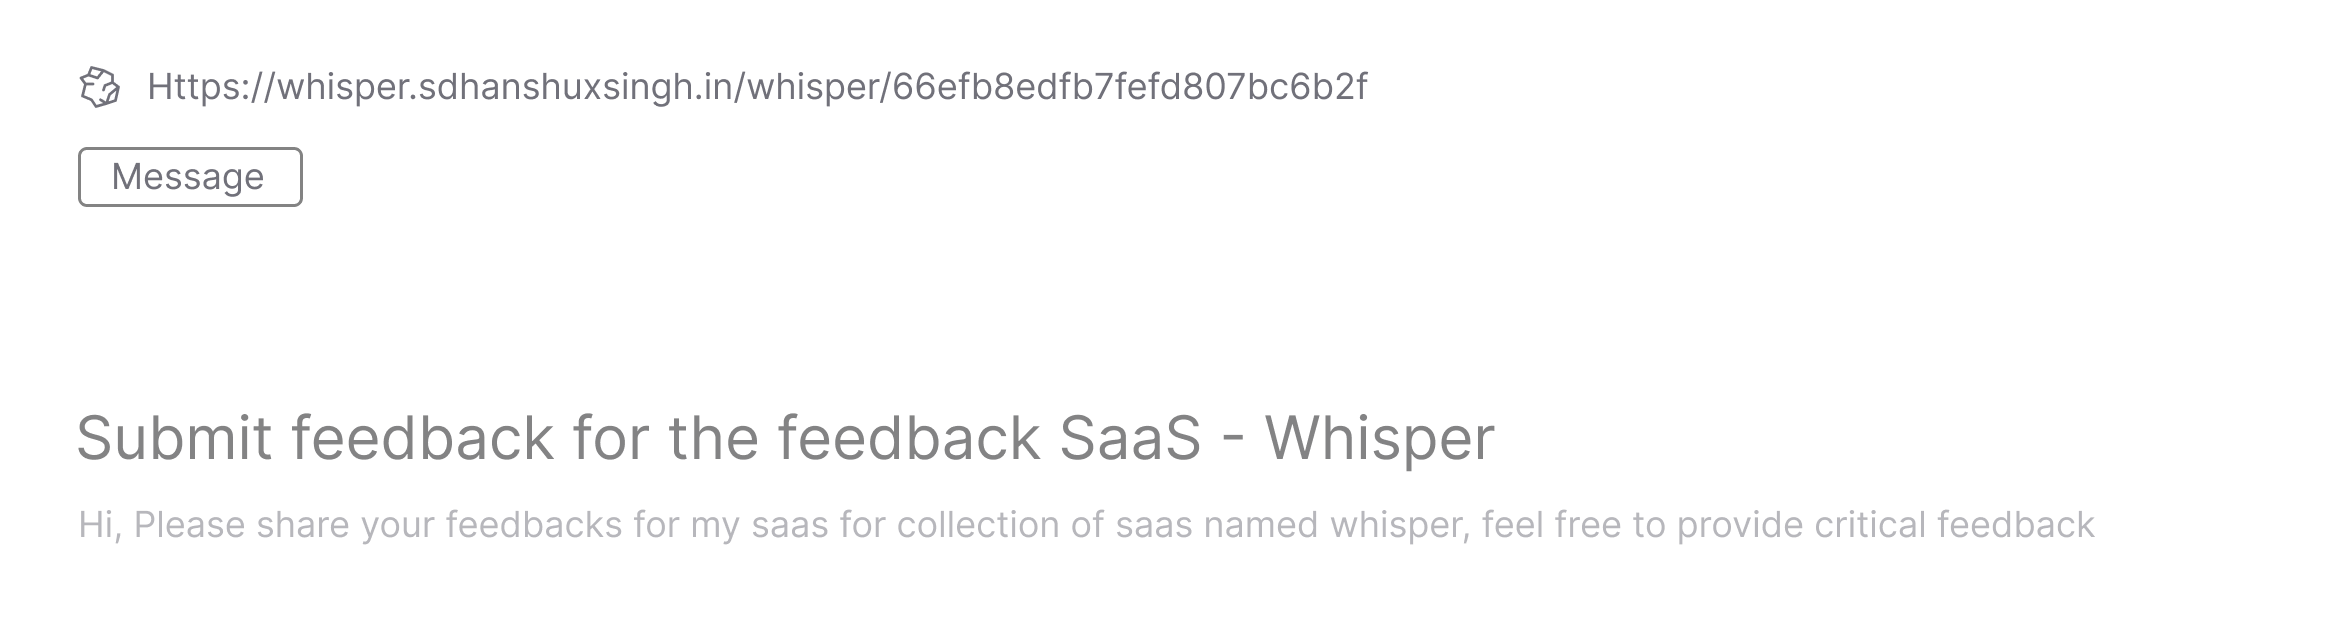 Https://whisper.sdhanshuxsingh.in/whisper/66efb8edfb7fefd807bc6b2f
Message
Submit feedback for the feedback SaaS - Whisper
Hi, Please share your feedbacks for my saas for collection of saas named whisper, feel free to provide critical feedback